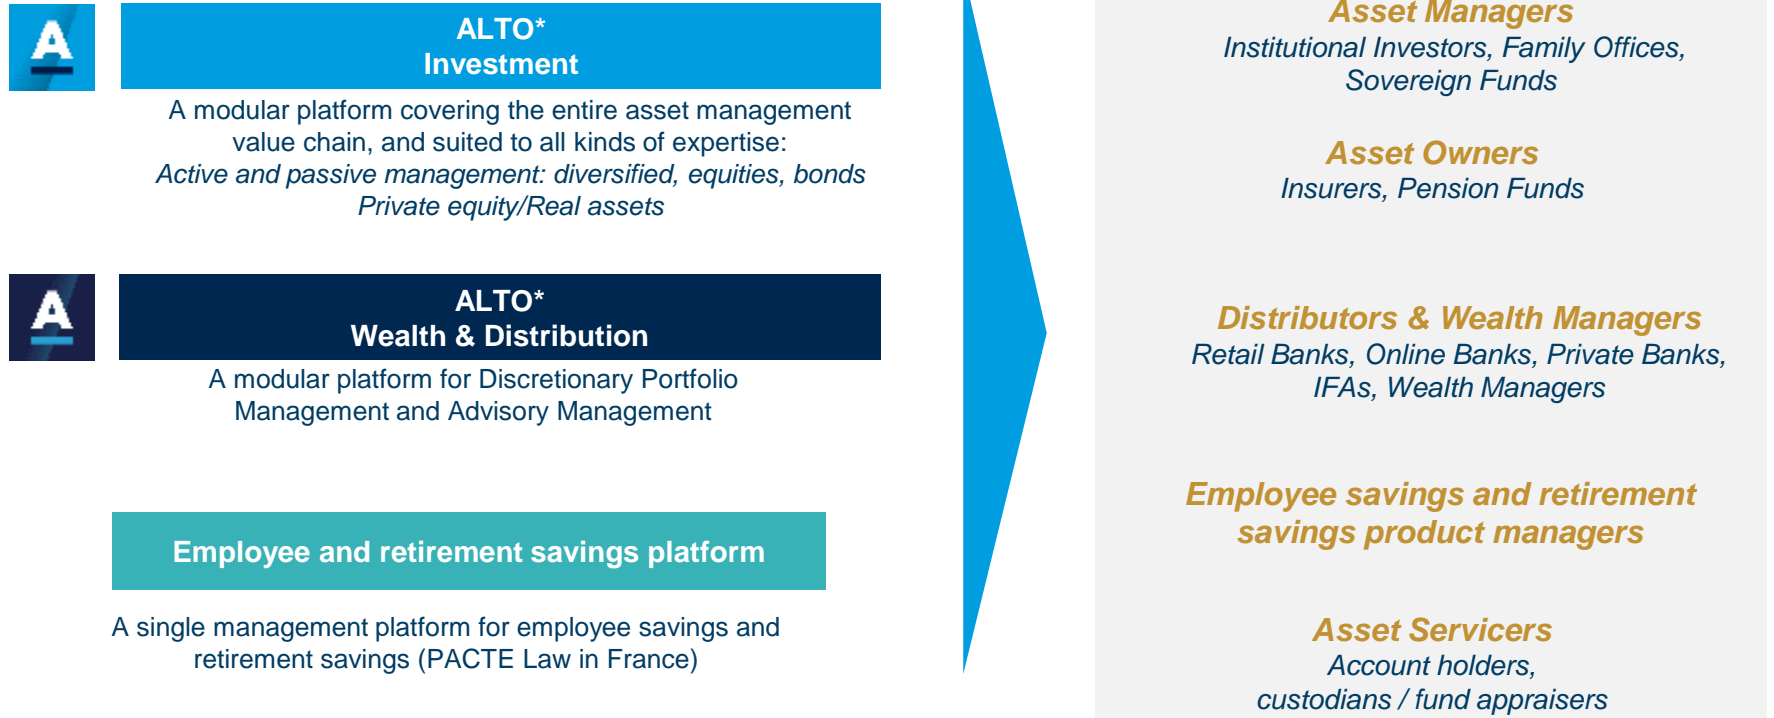 A
ALTO*
Investment
A modular platform covering the entire asset management
value chain, and suited to all kinds of expertise:
Active and passive management: diversified, equities, bonds
Private equity/Real assets
A
ALTO*
Wealth & Distribution
A modular platform for Discretionary Portfolio
Management and Advisory Management
Employee and retirement savings platform
A single management platform for employee savings and
retirement savings (PACTE Law in France)
Asset Managers
Institutional Investors, Family Offices,
Sovereign Funds
Asset Owners
Insurers, Pension Funds
Distributors & Wealth Managers
Retail Banks, Online Banks, Private Banks,
IFAs, Wealth Managers
Employee savings and retirement
savings product managers
Asset Servicers
Account holders,
custodians / fund appraisers